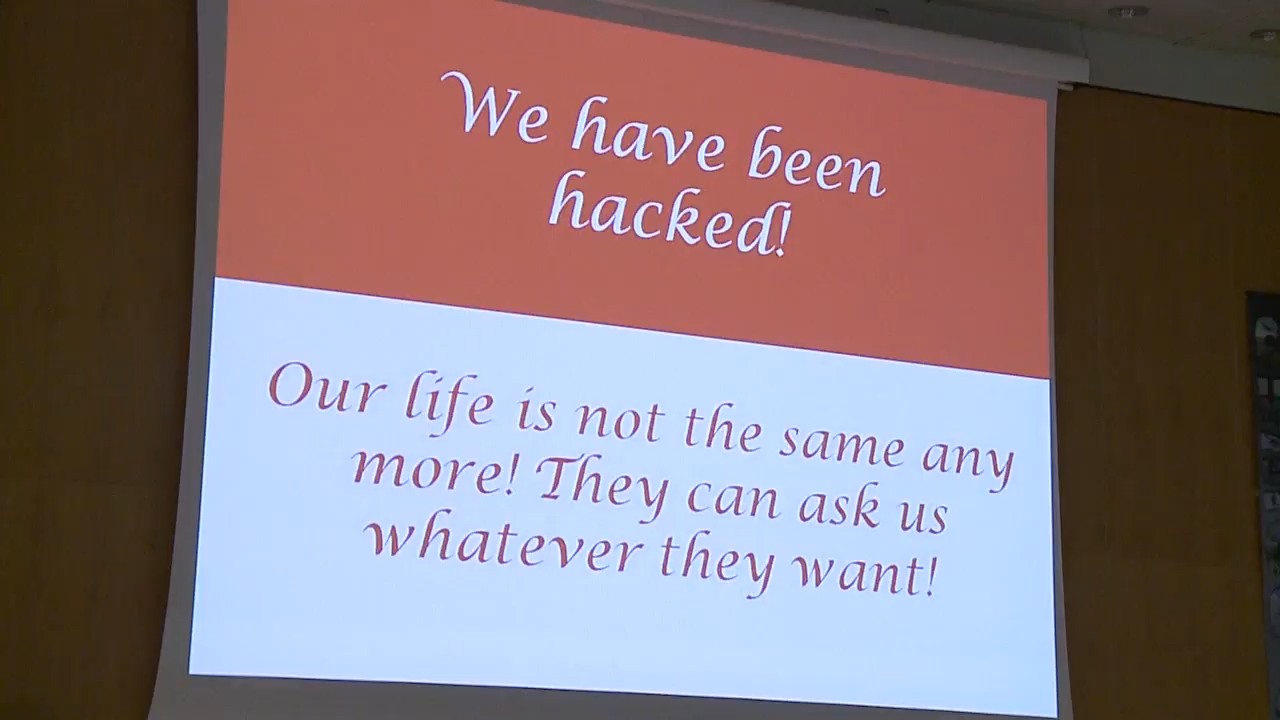 We have been
hacked!
Our life is not the same any
more! They can ask us
whatever they want!